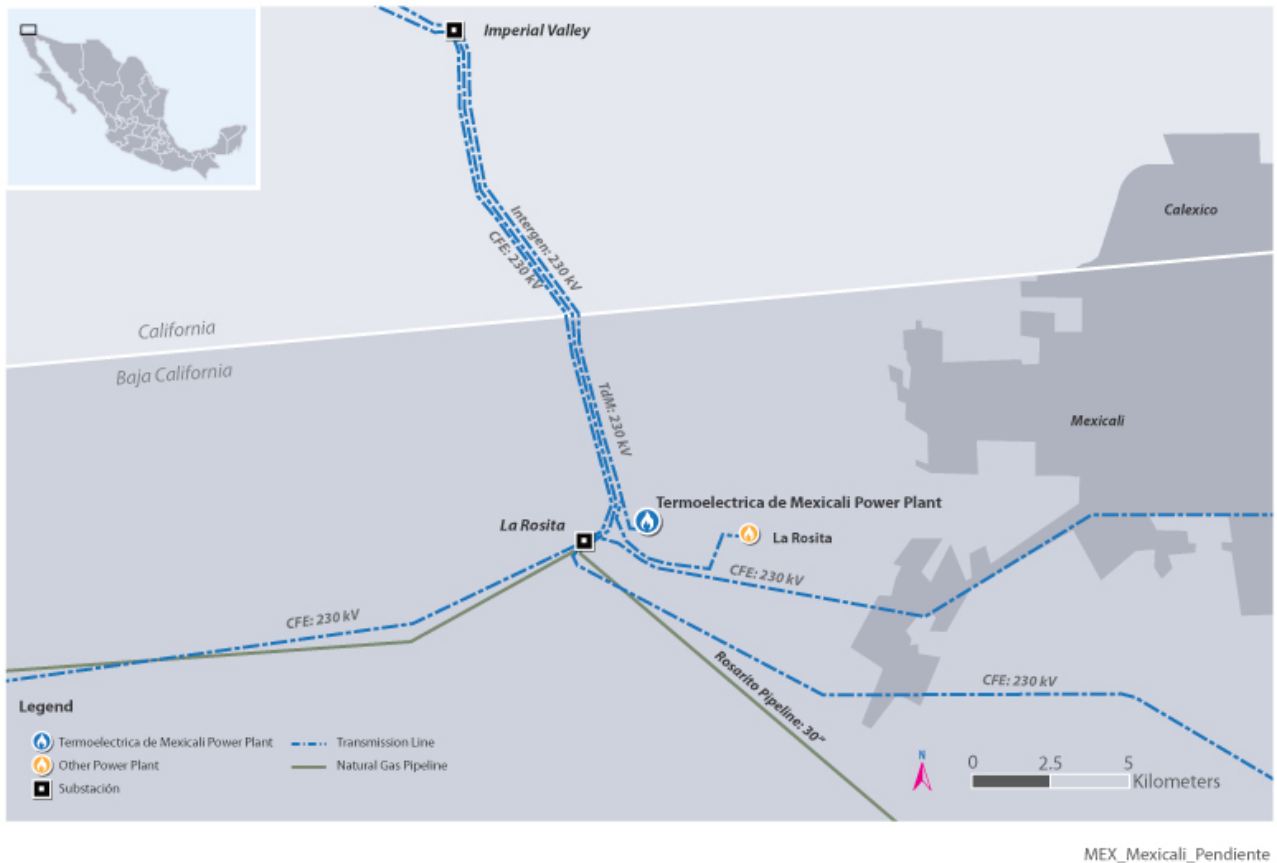 Imperial Valley
Calexico
Intergen: 230 kV
CFE: 230 kV
California
Baja California
TdM: 230 kV
Mexicali
Termoelectrica de Mexicali Power Plant
La Rosita
La Rosita
CFE: 230 kV
CFE: 230 kV
Rosarito Pipeline: 30"
CFE: 230 kV
Legend
Termoelectrica de Mexicali Power Plant
Transmission Line
Other Power Plant
Natural Gas Pipeline
Substación
N
0 2.5 5
Kilometers
MEX_Mexicali_Pendiente